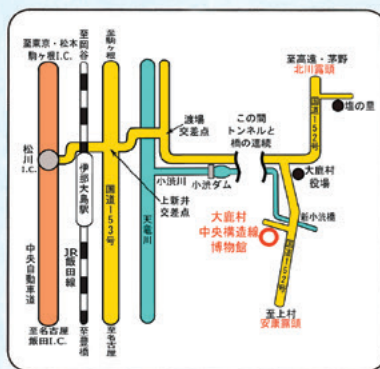 至東京・松本
駒ヶ根I.C.
至岡谷
至駒ヶ根
至高遠・茅野
北川露頭
塩の里
国道152号
渡場
交差点
この間
トンネルと
橋の連続
松川
I.C.
伊那大島駅
上新井
交差点
小渋川
小渋ダム
大鹿村
役場
新小渋橋
大鹿村
中央構造線
博物館
中央自動車道
JR
飯田線
国道153号
天竜川
国道152号
至名古屋
飯田I.C.
至豊橋
至名古屋
至上村
安康露頭